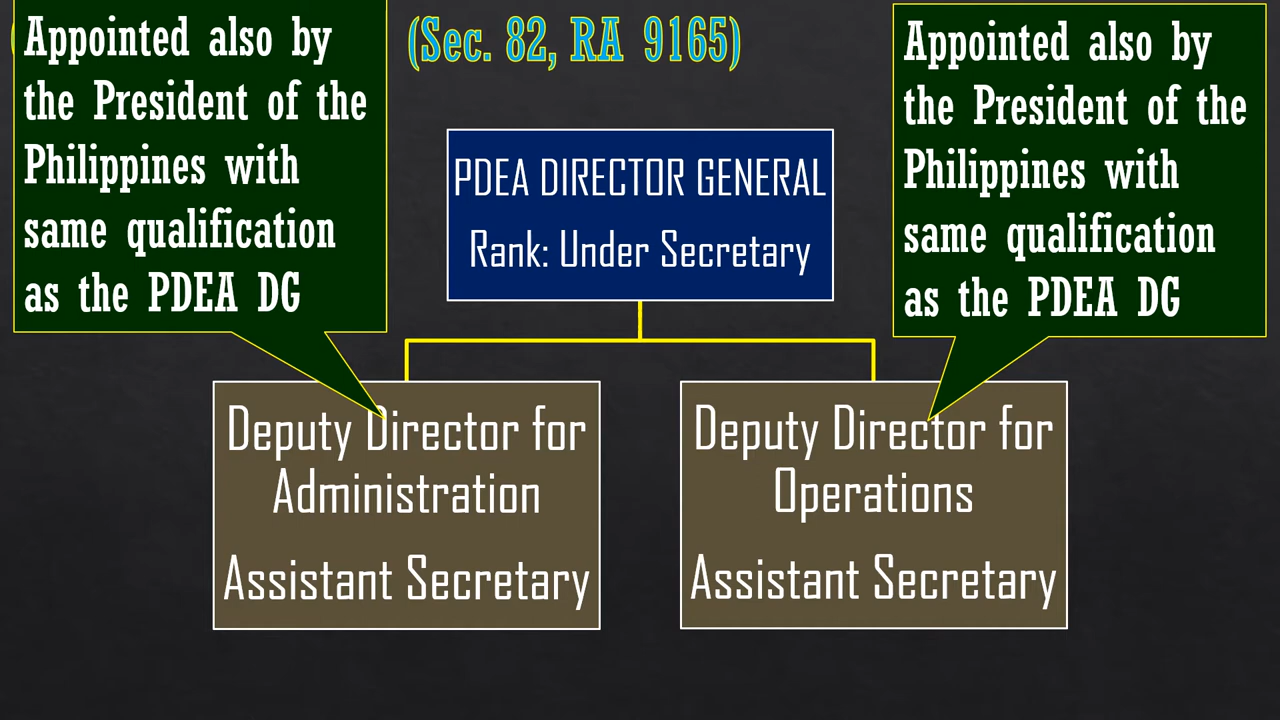 Appointed also by
the President of the
Philippines with
same qualification
as the PDEA DG
(Sec. 82, RA 9165)
Appointed also by
the President of the
Philippines with
same qualification
as the PDEA DG
PDEA DIRECTOR GENERAL
Rank: Under Secretary
Deputy Director for
Administration
Assistant Secretary
Deputy Director for
Operations
Assistant Secretary